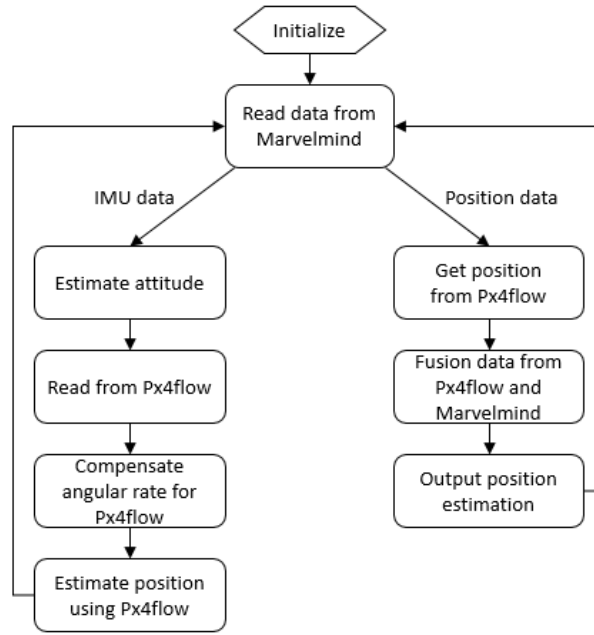 Initialize
Read data from
Marvelmind
IMU data
Position data
Estimate attitude
Read from Px4flow
Compensate
angular rate for
Px4flow
Estimate position
using Px4flow
Get position
from Px4flow
Fusion data from
Px4flow and
Marvelmind
Output position
estimation